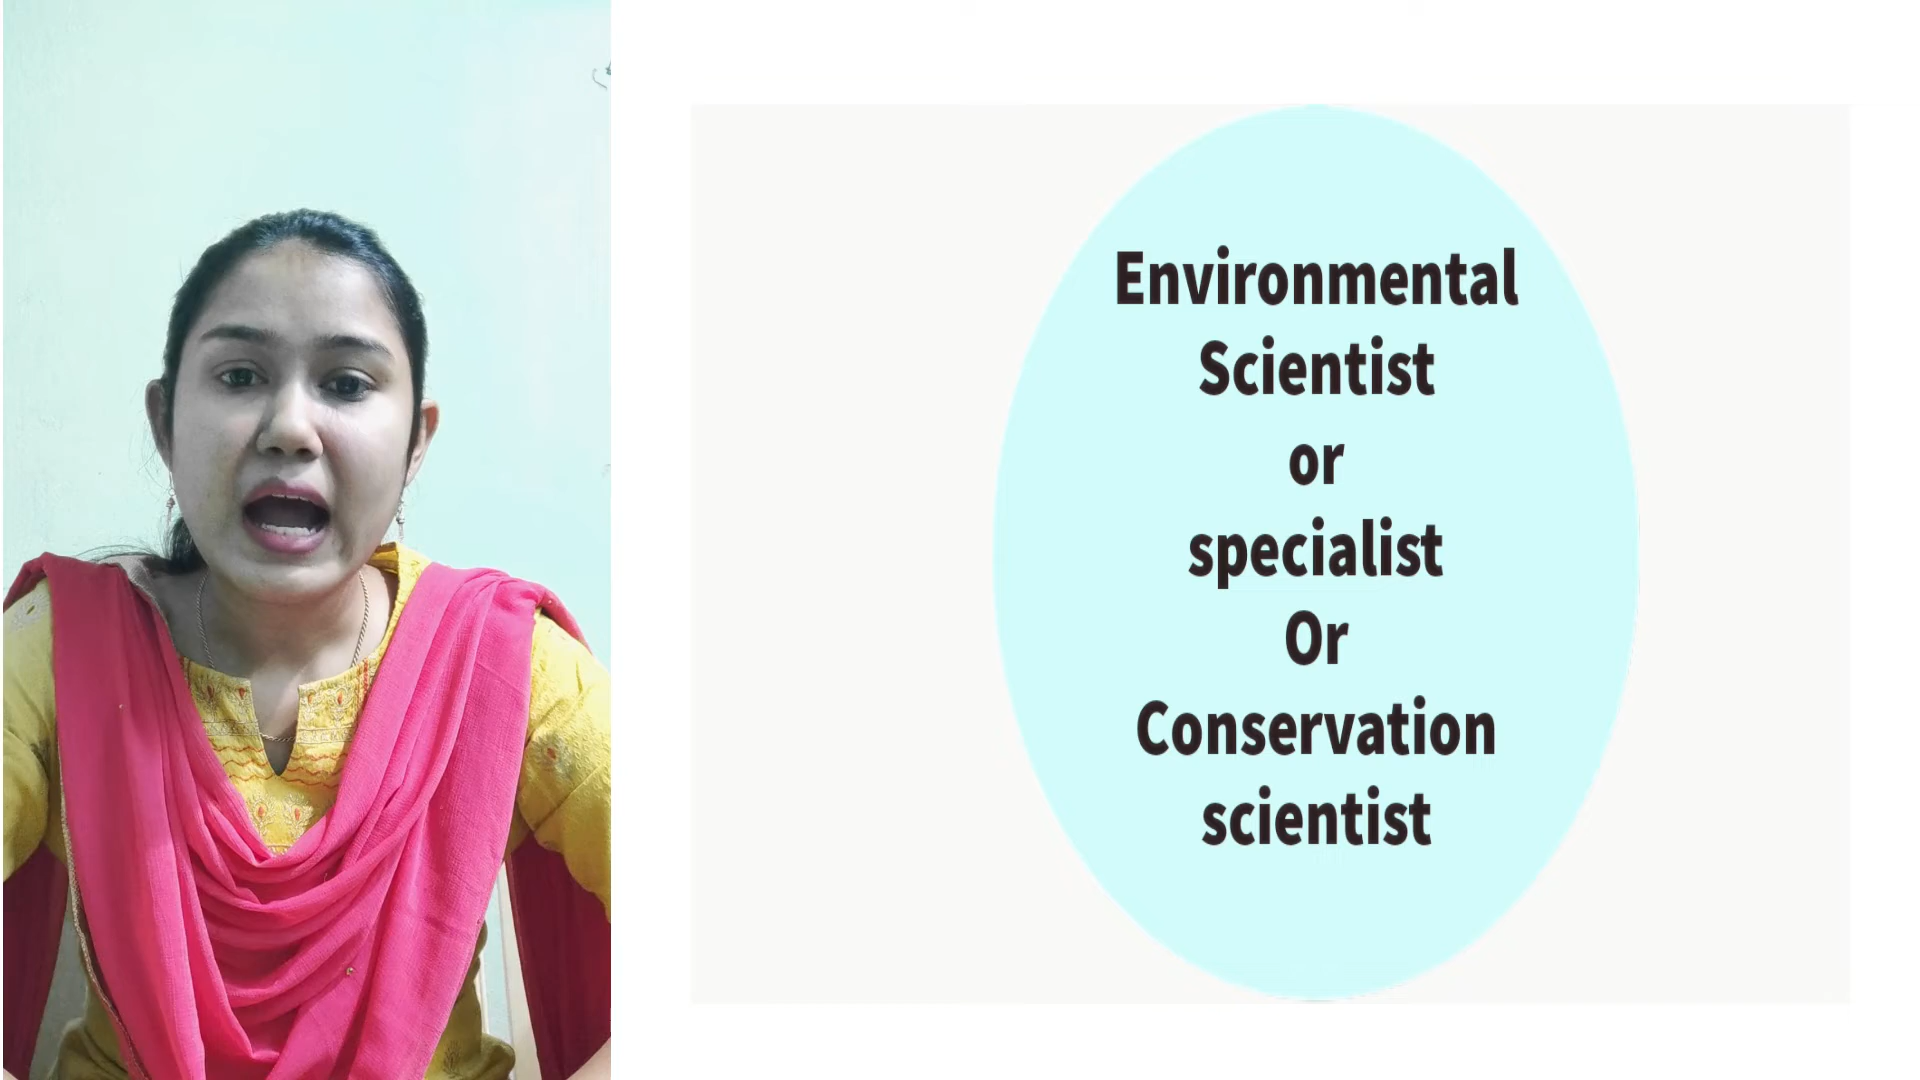 Environmental
Scientist
or
specialist
Or
Conservation
scientist